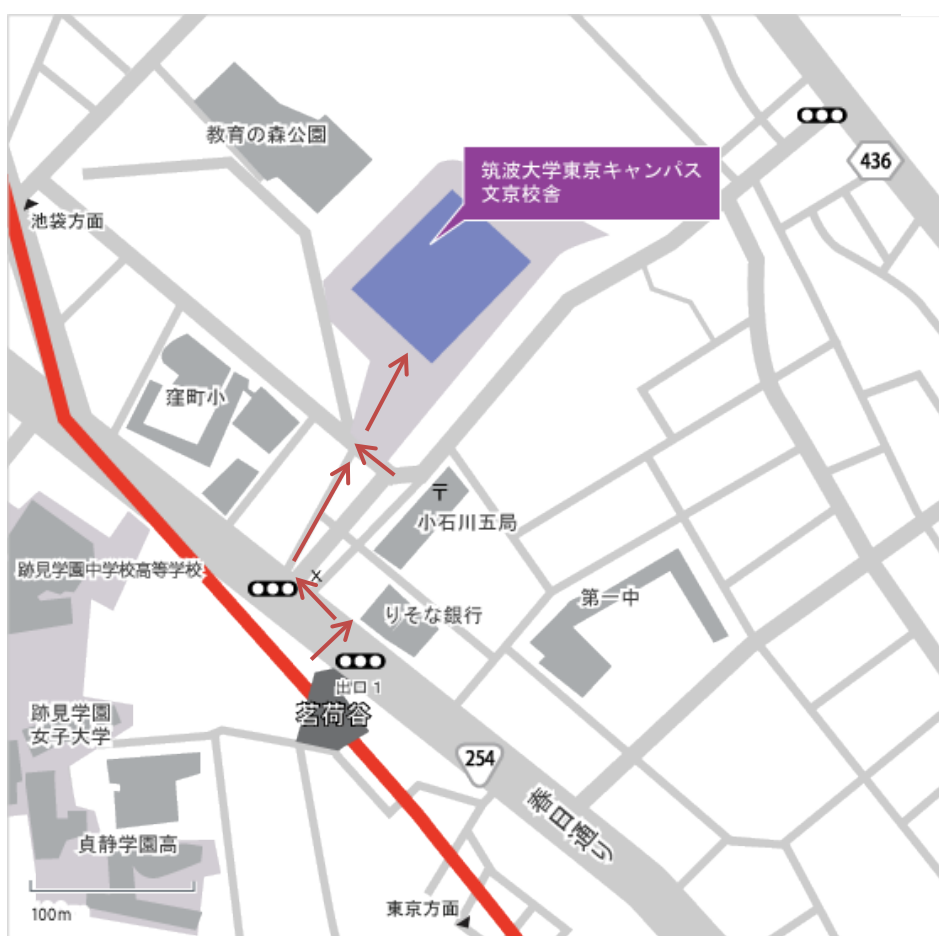 教育の森公園
筑波大学東京キャンパス
文京校舎
436
池袋方面
窪町小
〒
小石川五局
跡見学園中学校高等学校
りそな銀行
第一中
出口1
茗荷谷
跡見学園
女子大学
254
春日通り
貞静学園高
100m
東京方面